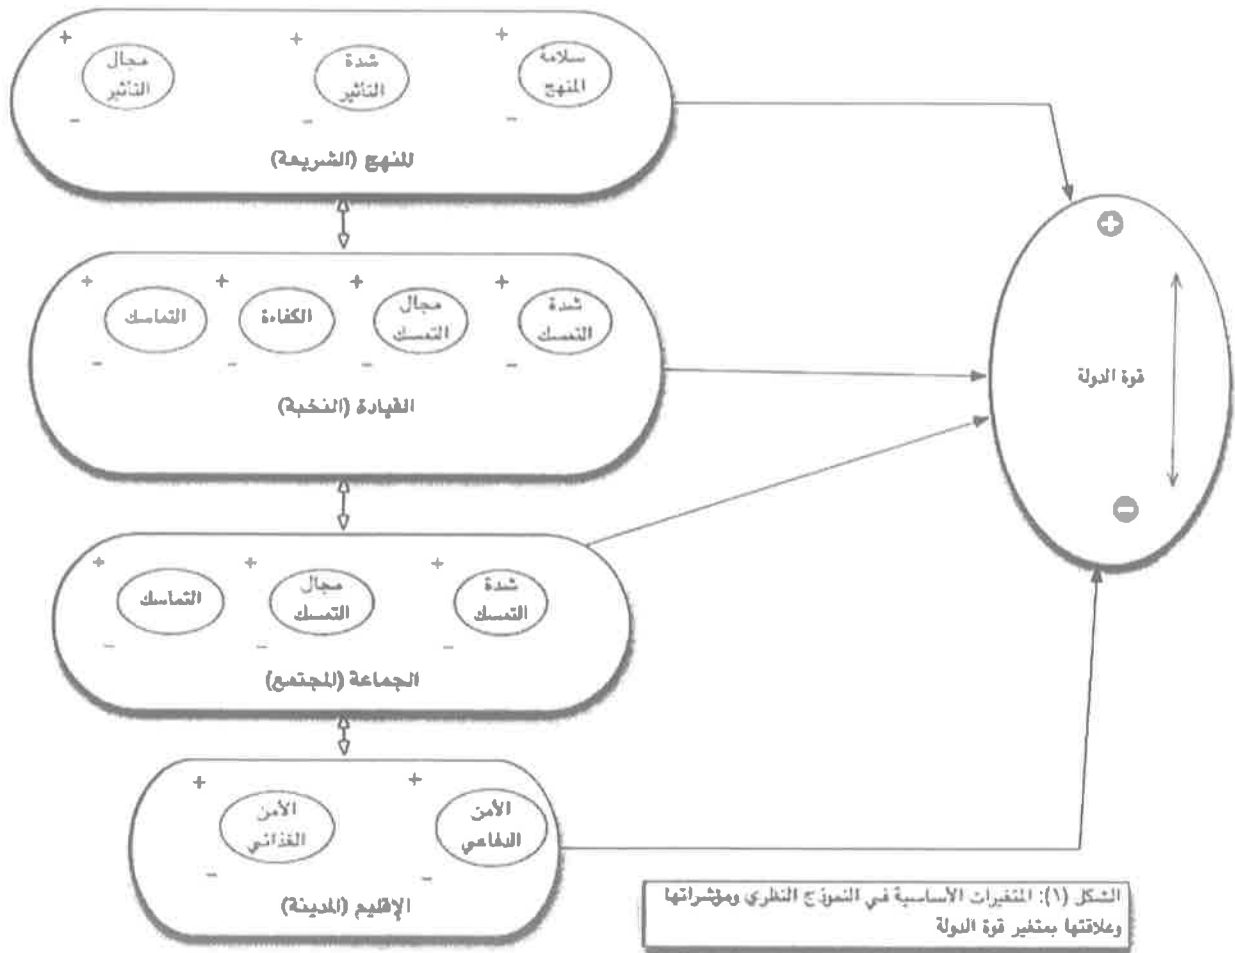 سلامة
المنهج
شدة
التأثير
مجال
التأثير
المنهج (الشريعة)
شدة
التمسك
مجال
التمسك
الكفاءة
التماسك
القيادة (النخبة)
قوة الدولة
شدة
التمسك
مجال
التمسك
التماسك
الجماعة (المجتمع)
الأمن
الدفاعي
الأمن
الغذائي
الإقليم (المدينة)
الشكل (١): المتغيرات الأساسية في النموذج النظري ومؤشراتها
وعلاقتها بمتغير قوة الدولة